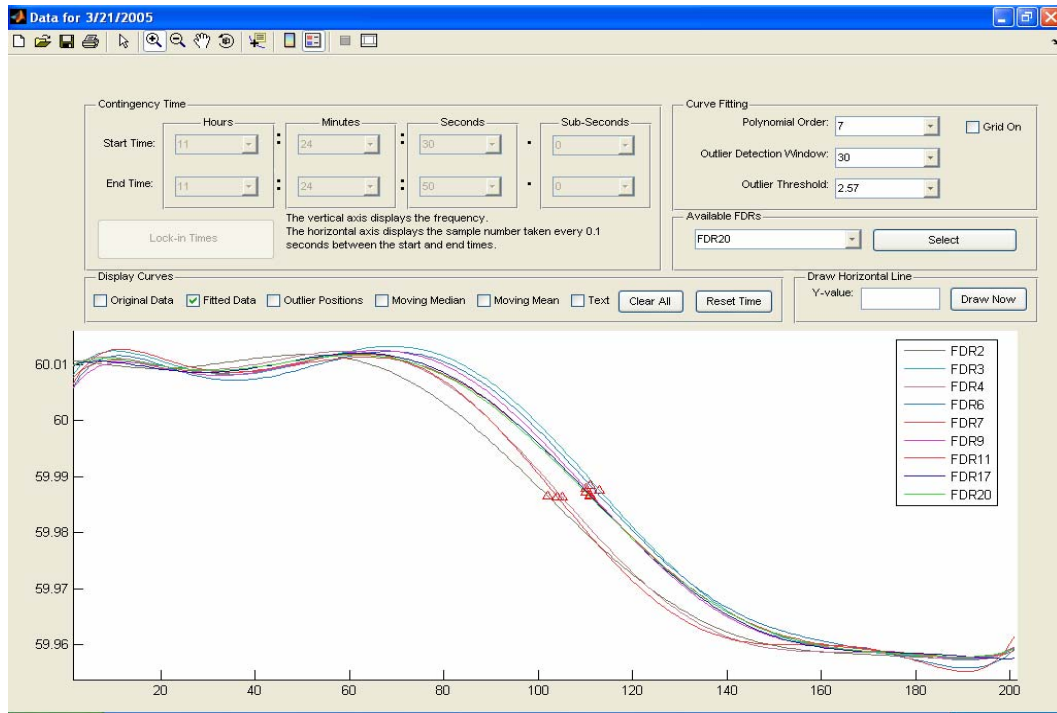 Data for 3/21/2005
Contingency Time
Hours Minutes Seconds Sub-Seconds
Start Time: 11 : 24 : 30 . 0
End Time: 11 : 24 : 50 . 0
Lock-in Times
The vertical axis displays the frequency.
The horizontal axis displays the sample number taken every 0.1
seconds between the start and end times.
Curve Fitting
Polynomial Order: 7 Grid On
Outlier Detection Window: 30
Outlier Threshold: 2.57
Available FDRs
FDR20 Select
Display Curves
Original Data Fitted Data Outlier Positions Moving Median Moving Mean Text Clear All Reset Time
Draw Horizontal Line
Y-value: Draw Now
60.01
60
59.99
59.98
59.97
59.96
20 40 60 80 100 120 140 160 180 200
FDR2
FDR3
FDR4
FDR6
FDR7
FDR9
FDR11
FDR17
FDR20